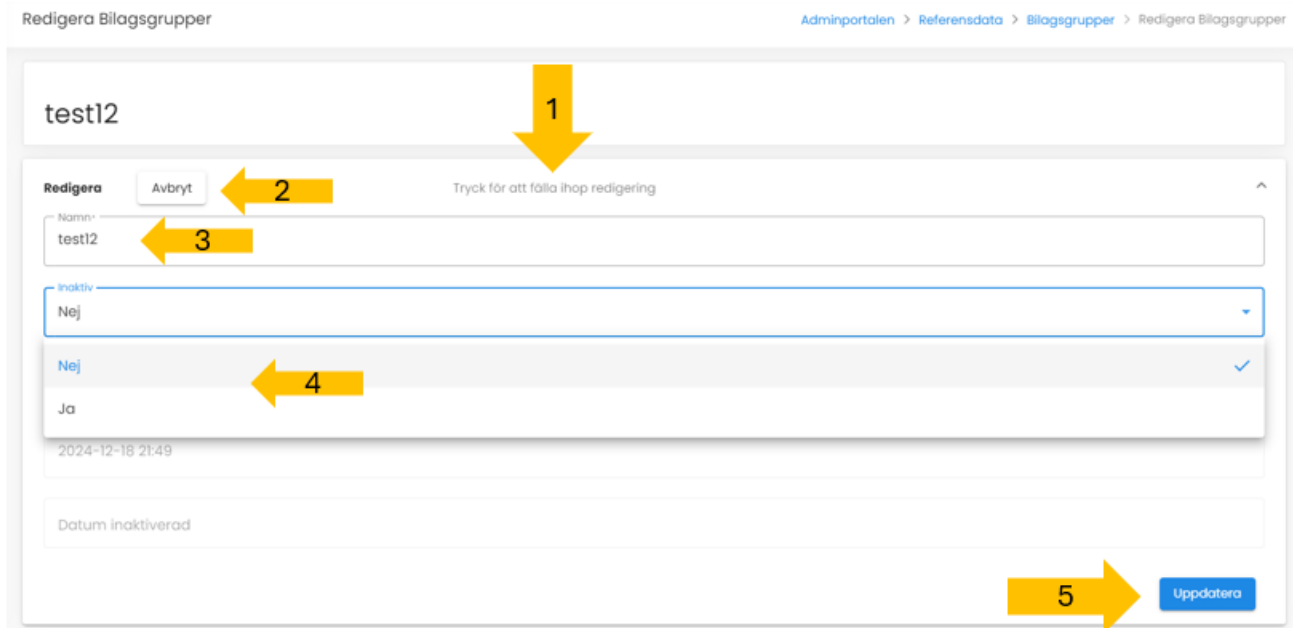 Redigera Bilagsgrupper
Adminportalen > Referensdata > Bilagsgrupper > Redigera Bilagsgrupper
1
test12
Redigera
Avbryt
2
Tryck för att fälla ihop redigering
Namn*
test12
3
Inaktiv
Nej
Nej
4
Ja
2024-12-18 21:49
Datum inaktiverad
5
Uppdatera